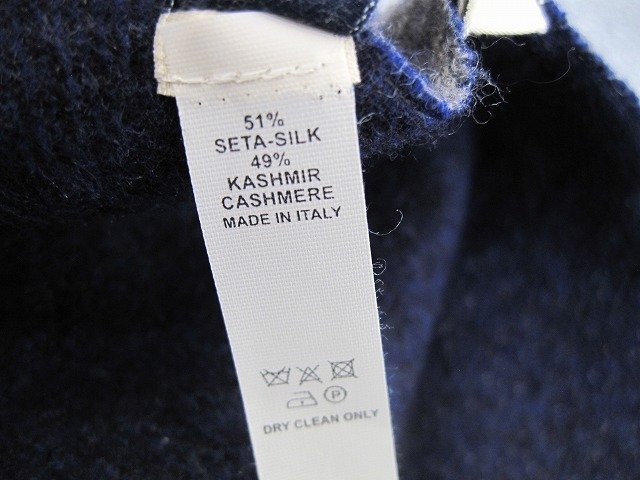 51%
SETA-SILK
49%
KASHMIR
CASHMERE
MADE IN ITALY
P
DRY CLEAN ONLY